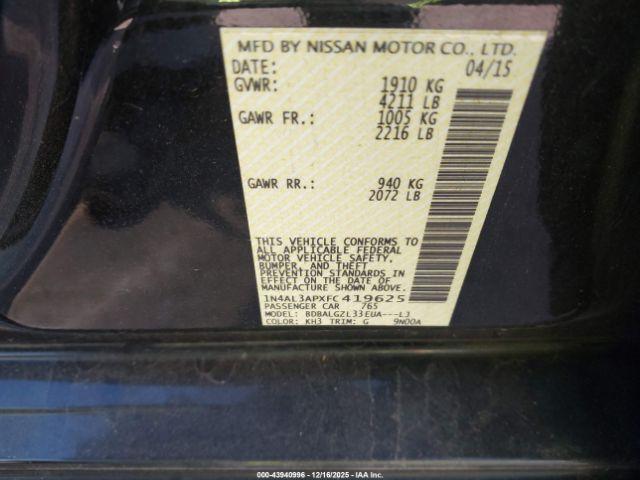 MFD BY NISSAN MOTOR CO., LTD.
DATE: 04/15
GVWR: 1910 KG
4211 LB
GAWR FR.: 1005 KG
2216 LB
GAWR RR.: 940 KG
2072 LB
THIS VEHICLE CONFORMS TO
ALL APPLICABLE FEDERAL
MOTOR VEHICLE SAFETY,
BUMPER, AND THEFT
PREVENTION STANDARDS
IN EFFECT ON THE DATE OF
MANUFACTURE SHOWN ABOVE.
1N4AL3APXFC419625
PASSENGER CAR 765
MODEL: BDBALGZL33EUA---L3
COLOR: KH3 TRIM: G 9N00A
000-43940996 - 12/16/2025 - IAA Inc.